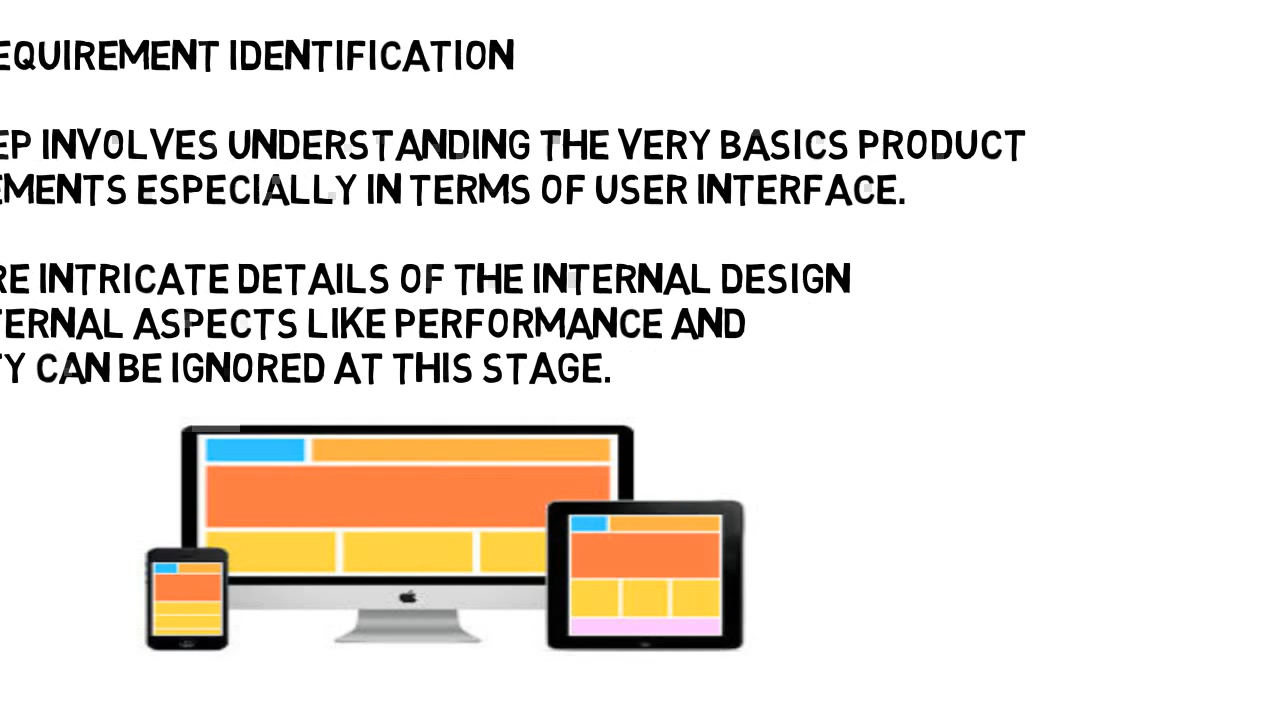 EQUIREMENT IDENTIFICATION
EP INVOLVES UNDERSTANDING THE VERY BASICS PRODUCT
EMENTS ESPECIALLY IN TERMS OF USER INTERFACE.
RE INTRICATE DETAILS OF THE INTERNAL DESIGN
TERNAL ASPECTS LIKE PERFORMANCE AND
TY CAN BE IGNORED AT THIS STAGE.